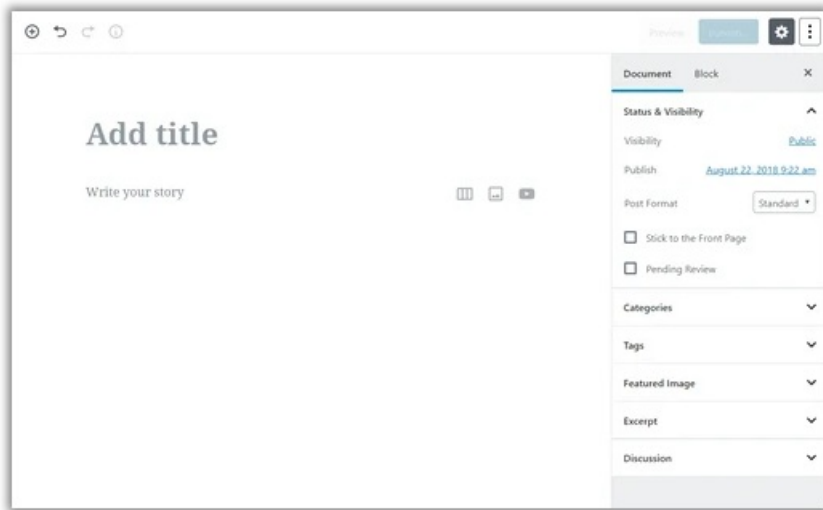 Preview
Publish...
Document Block
Status & Visibility
Visibility Public
Publish August 22, 2018 9:22 am
Post Format Standard
Stick to the Front Page
Pending Review
Categories
Tags
Featured Image
Excerpt
Discussion
Add title
Write your story